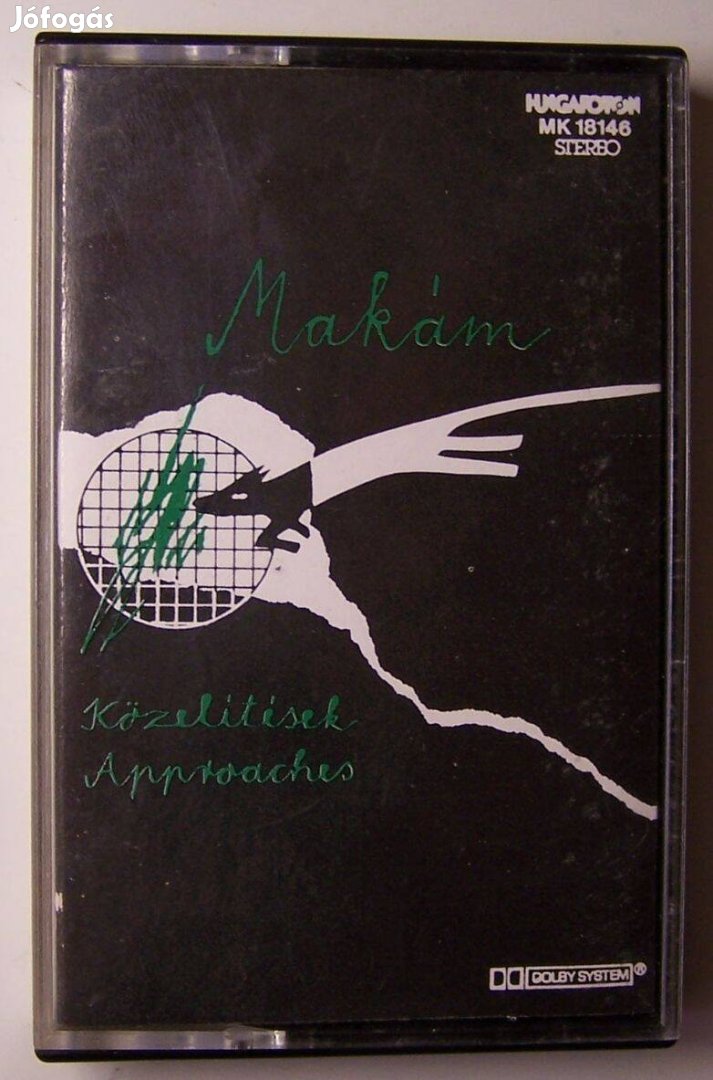 Jófogás
HUNGAROTON
MK 18146
STEREO
Makám
Közelítések
Approaches
DOLBY SYSTEM®